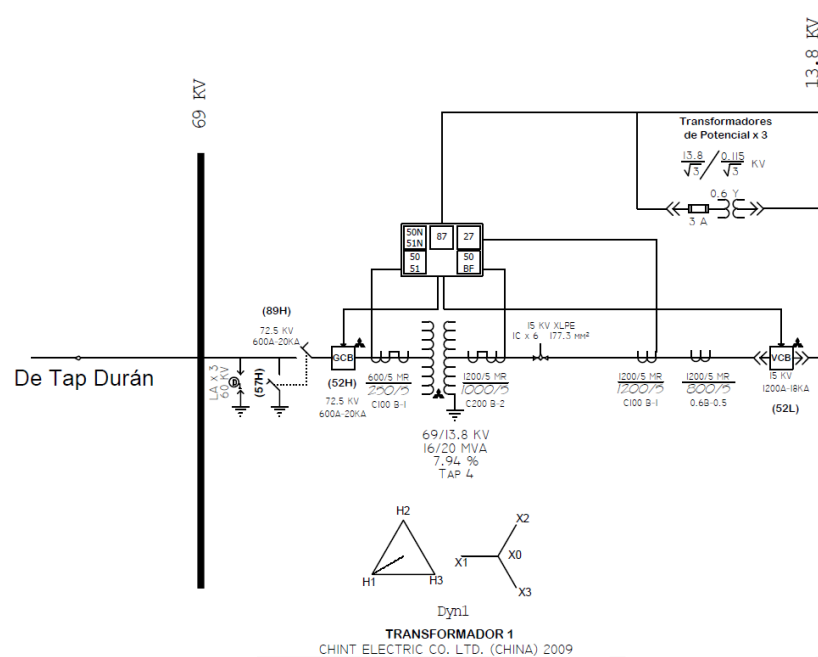 69 KV
13.8 KV
Transformadores
de Potencial x 3
13.8
√3
0.115
√3
KV
0.6 Y
3 A
50N
51N
87
27
50
51
50
BF
(89H)
72.5 KV
600A-20KA
15 KV XLPE
1C x 6 177.3 MM²
De Tap Durán
LA x 3
60 KV
D
(57H)
GCB
(52H)
72.5 KV
600A-20KA
600/5 MR
250/5
C100 B-1
1200/5 MR
1000/5
C200 B-2
1200/5 MR
1200/5
C100 B-1
1200/5 MR
800/5
0.6B-0.5
VCB
15 KV
1200A-18KA
(52L)
69/13.8 KV
16/20 MVA
7.94 %
TAP 4
H2
H1
H3
X2
X1
X0
X3
Dyn1
TRANSFORMADOR 1
CHINT ELECTRIC CO. LTD. (CHINA) 2009